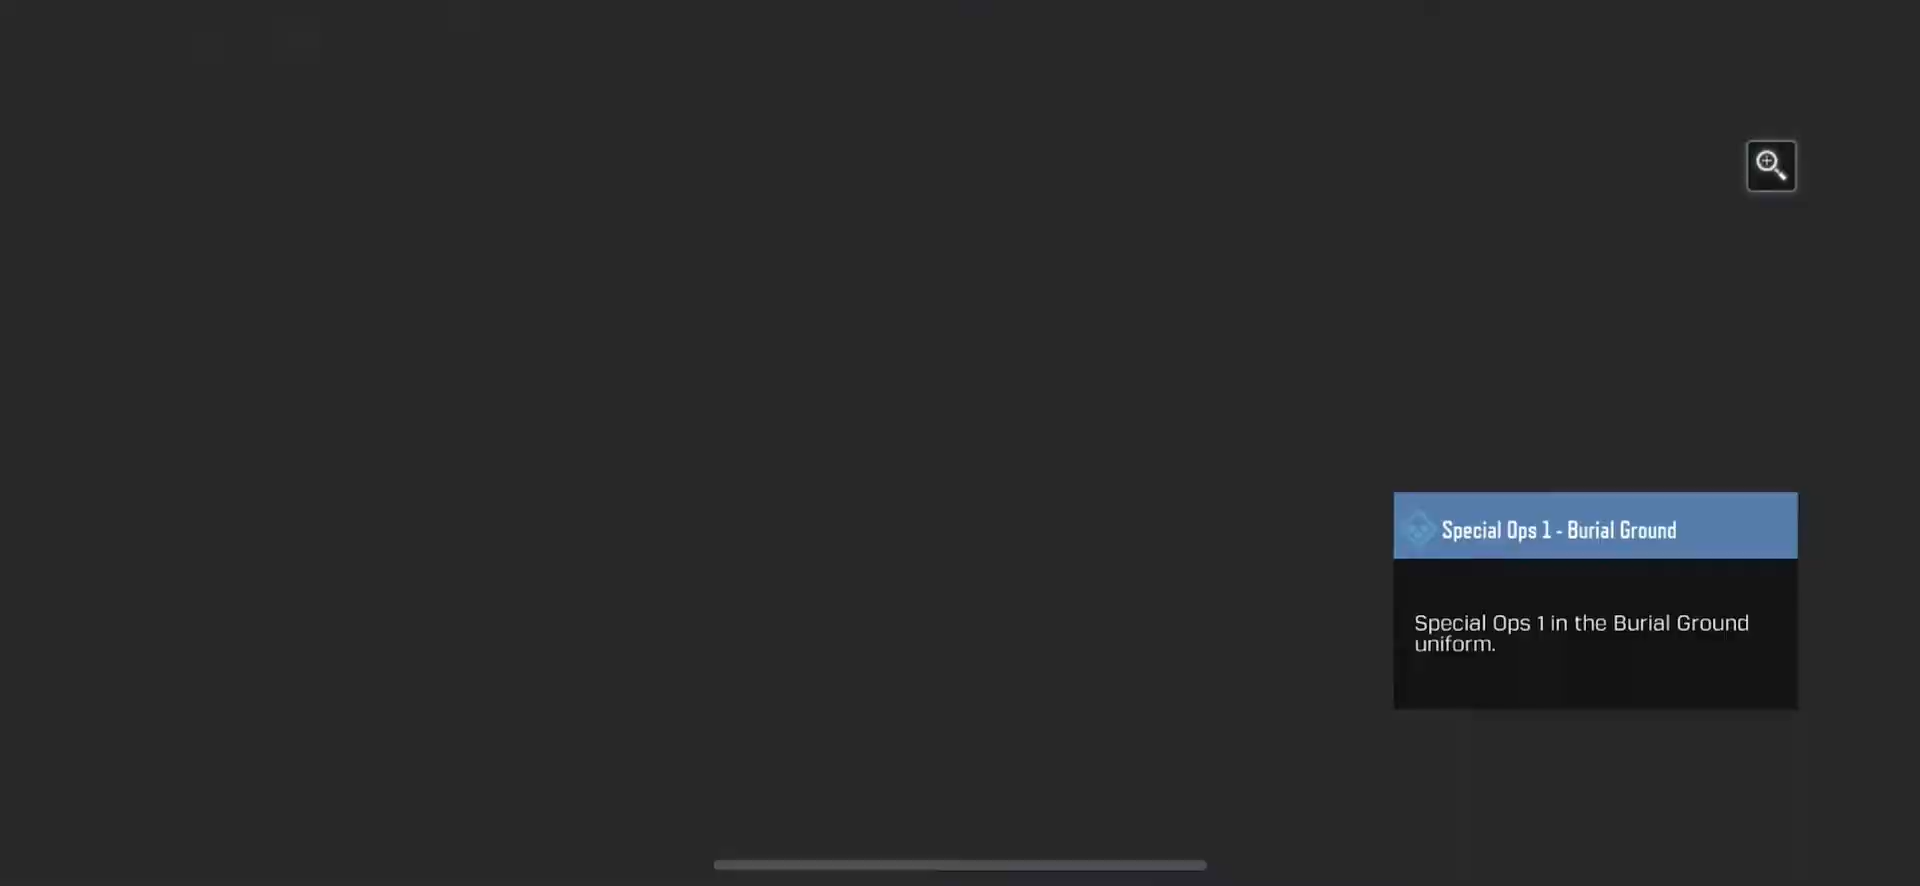 Special Ops 1 - Burial Ground
Special Ops 1 in the Burial Ground
uniform.